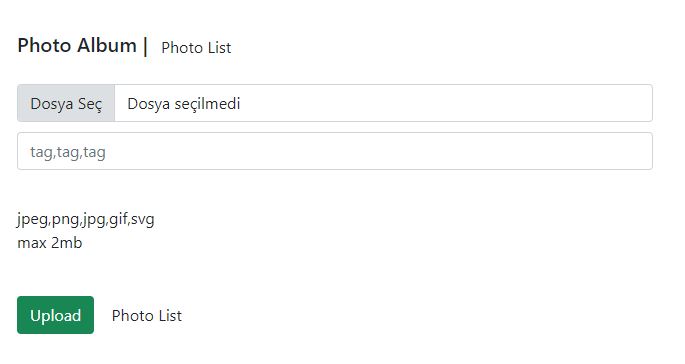 Photo Album | Photo List
Dosya Seç Dosya seçilmedi
tag,tag,tag
jpeg,png,jpg,gif,svg
max 2mb
Upload Photo List